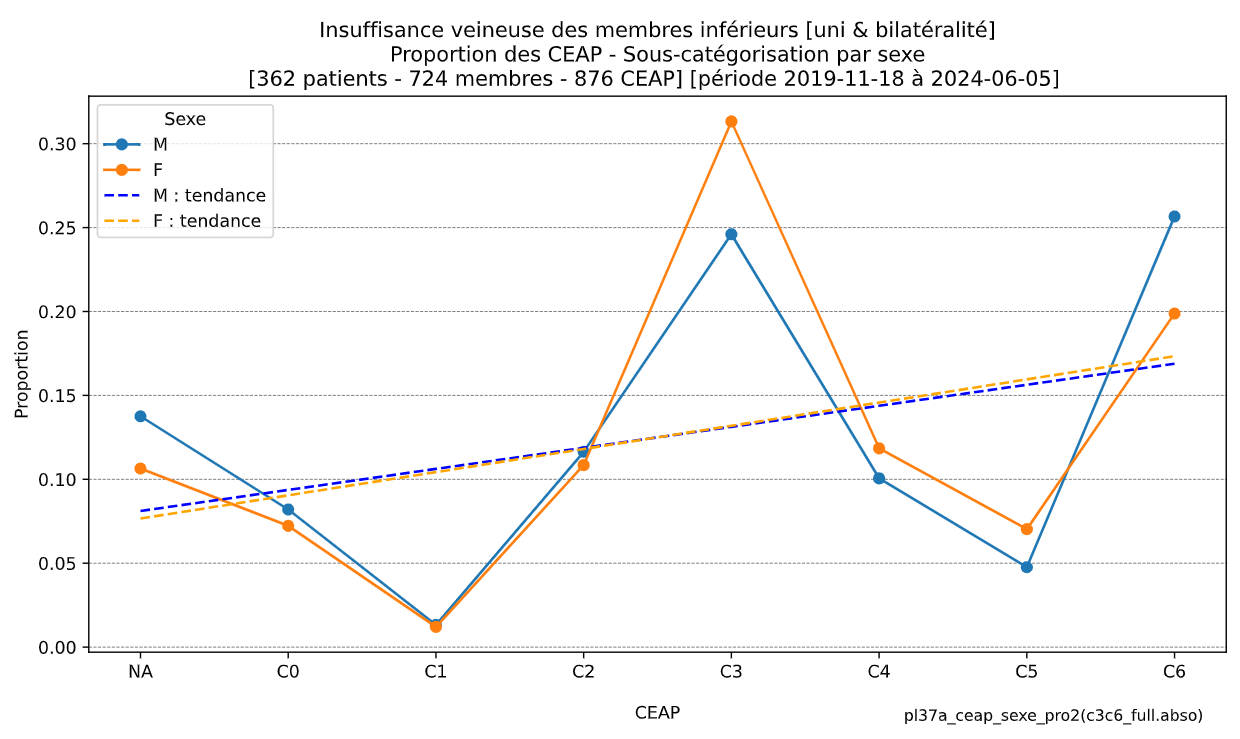 Insuffisance veineuse des membres inférieurs [uni & bilatéralité]
Proportion des CEAP - Sous-catégorisation par sexe
[362 patients - 724 membres - 876 CEAP] [période 2019-11-18 à 2024-06-05]
Sexe
M
F
M : tendance
F : tendance
Proportion
0.30
0.25
0.20
0.15
0.10
0.05
0.00
NA C0 C1 C2 C3 C4 C5 C6
CEAP
pl37a_ceap_sexe_pro2(c3c6_full.abso)